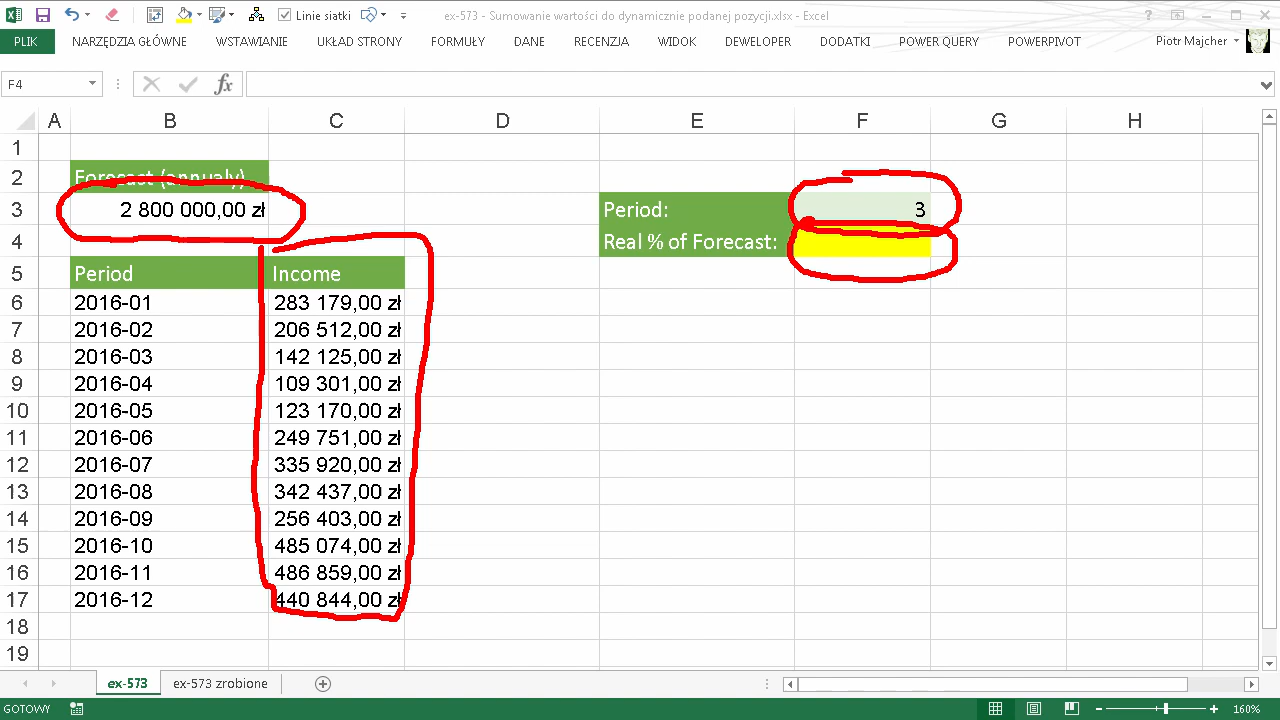 ex-573 - Sumowanie wartości do dynamicznie podanej pozycji.xlsx - Excel
Linie siatki
PLIK NARZĘDZIA GŁÓWNE WSTAWIANIE UKŁAD STRONY FORMUŁY DANE RECENZJA WIDOK DEWELOPER DODATKI POWER QUERY POWERPIVOT Piotr Majcher
F4 fx
A B C D E F G H
1
2 Forecast (annualy)
3 2 800 000,00 zł Period: 3
4 Real % of Forecast:
5 Period Income
6 2016-01 283 179,00 zł
7 2016-02 206 512,00 zł
8 2016-03 142 125,00 zł
9 2016-04 109 301,00 zł
10 2016-05 123 170,00 zł
11 2016-06 249 751,00 zł
12 2016-07 335 920,00 zł
13 2016-08 342 437,00 zł
14 2016-09 256 403,00 zł
15 2016-10 485 074,00 zł
16 2016-11 486 859,00 zł
17 2016-12 440 844,00 zł
18
19
ex-573 ex-573 zrobione
GOTOWY 160%